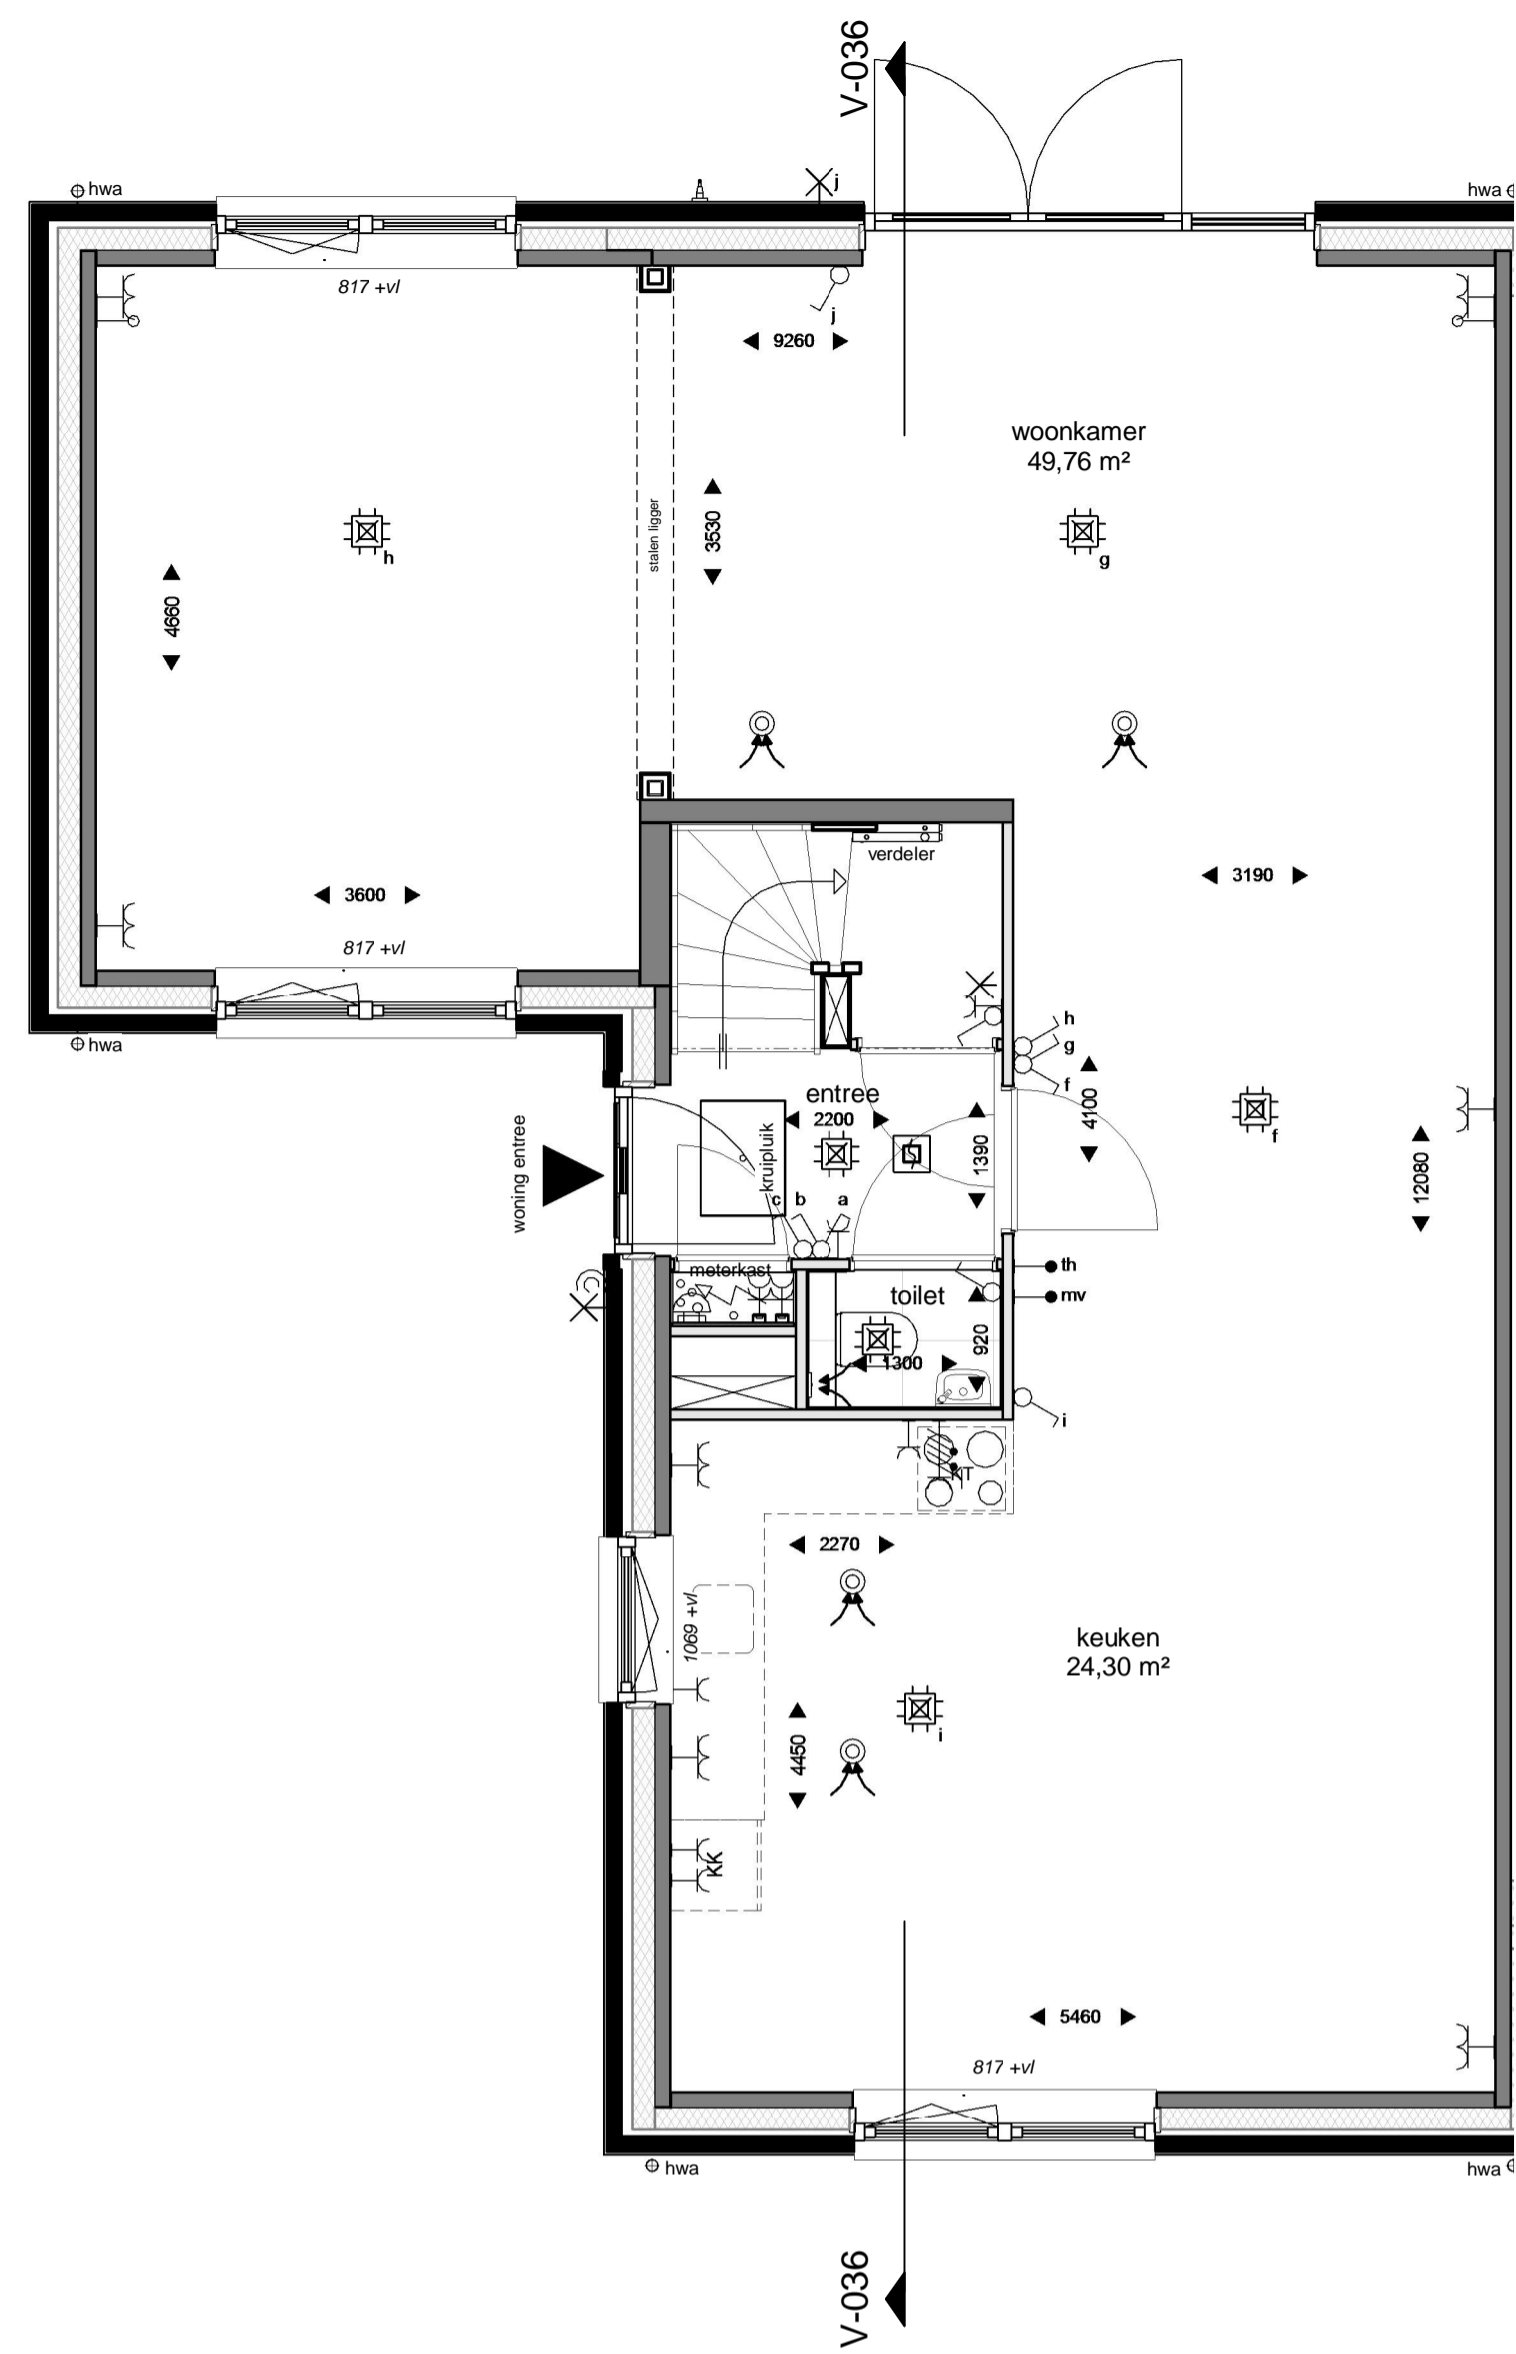 V-036
hwa
j
hwa
817 +vl
j
9260
woonkamer
49,76 m²
stalen ligger
3530
h
g
4660
verdeler
3190
3600
817 +vl
h
hwa
g
f
4100
entree
2200
kruipluik
1390
f
woning entree
12080
c
b
a
meterkast
th
toilet
mv
920
1300
i
KT
2270
1069 +vl
keuken
24,30 m²
i
4450
KK
5460
817 +vl
hwa
hwa
V-036